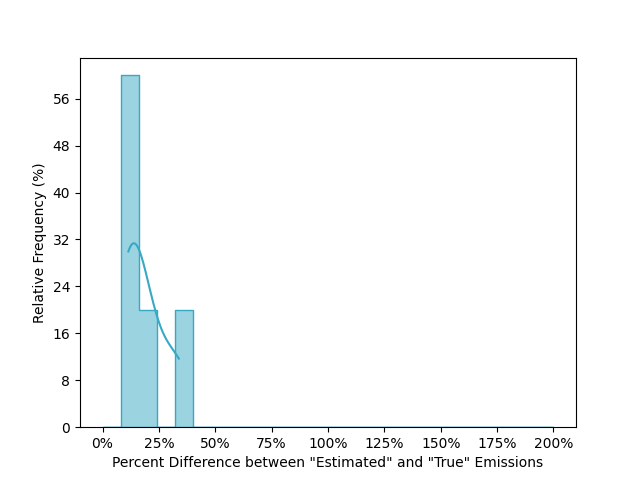 56
48
40
32
24
16
8
0
Relative Frequency (%)
0% 25% 50% 75% 100% 125% 150% 175% 200%
Percent Difference between "Estimated" and "True" Emissions